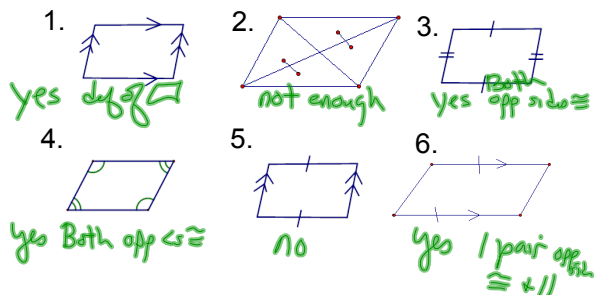 1.
yes def of ▱
2.
not enough
3.
yes Both
opp sides ≅
4.
yes Both opp <s ≅
5.
no
6.
yes 1 pair opp
≅ + //